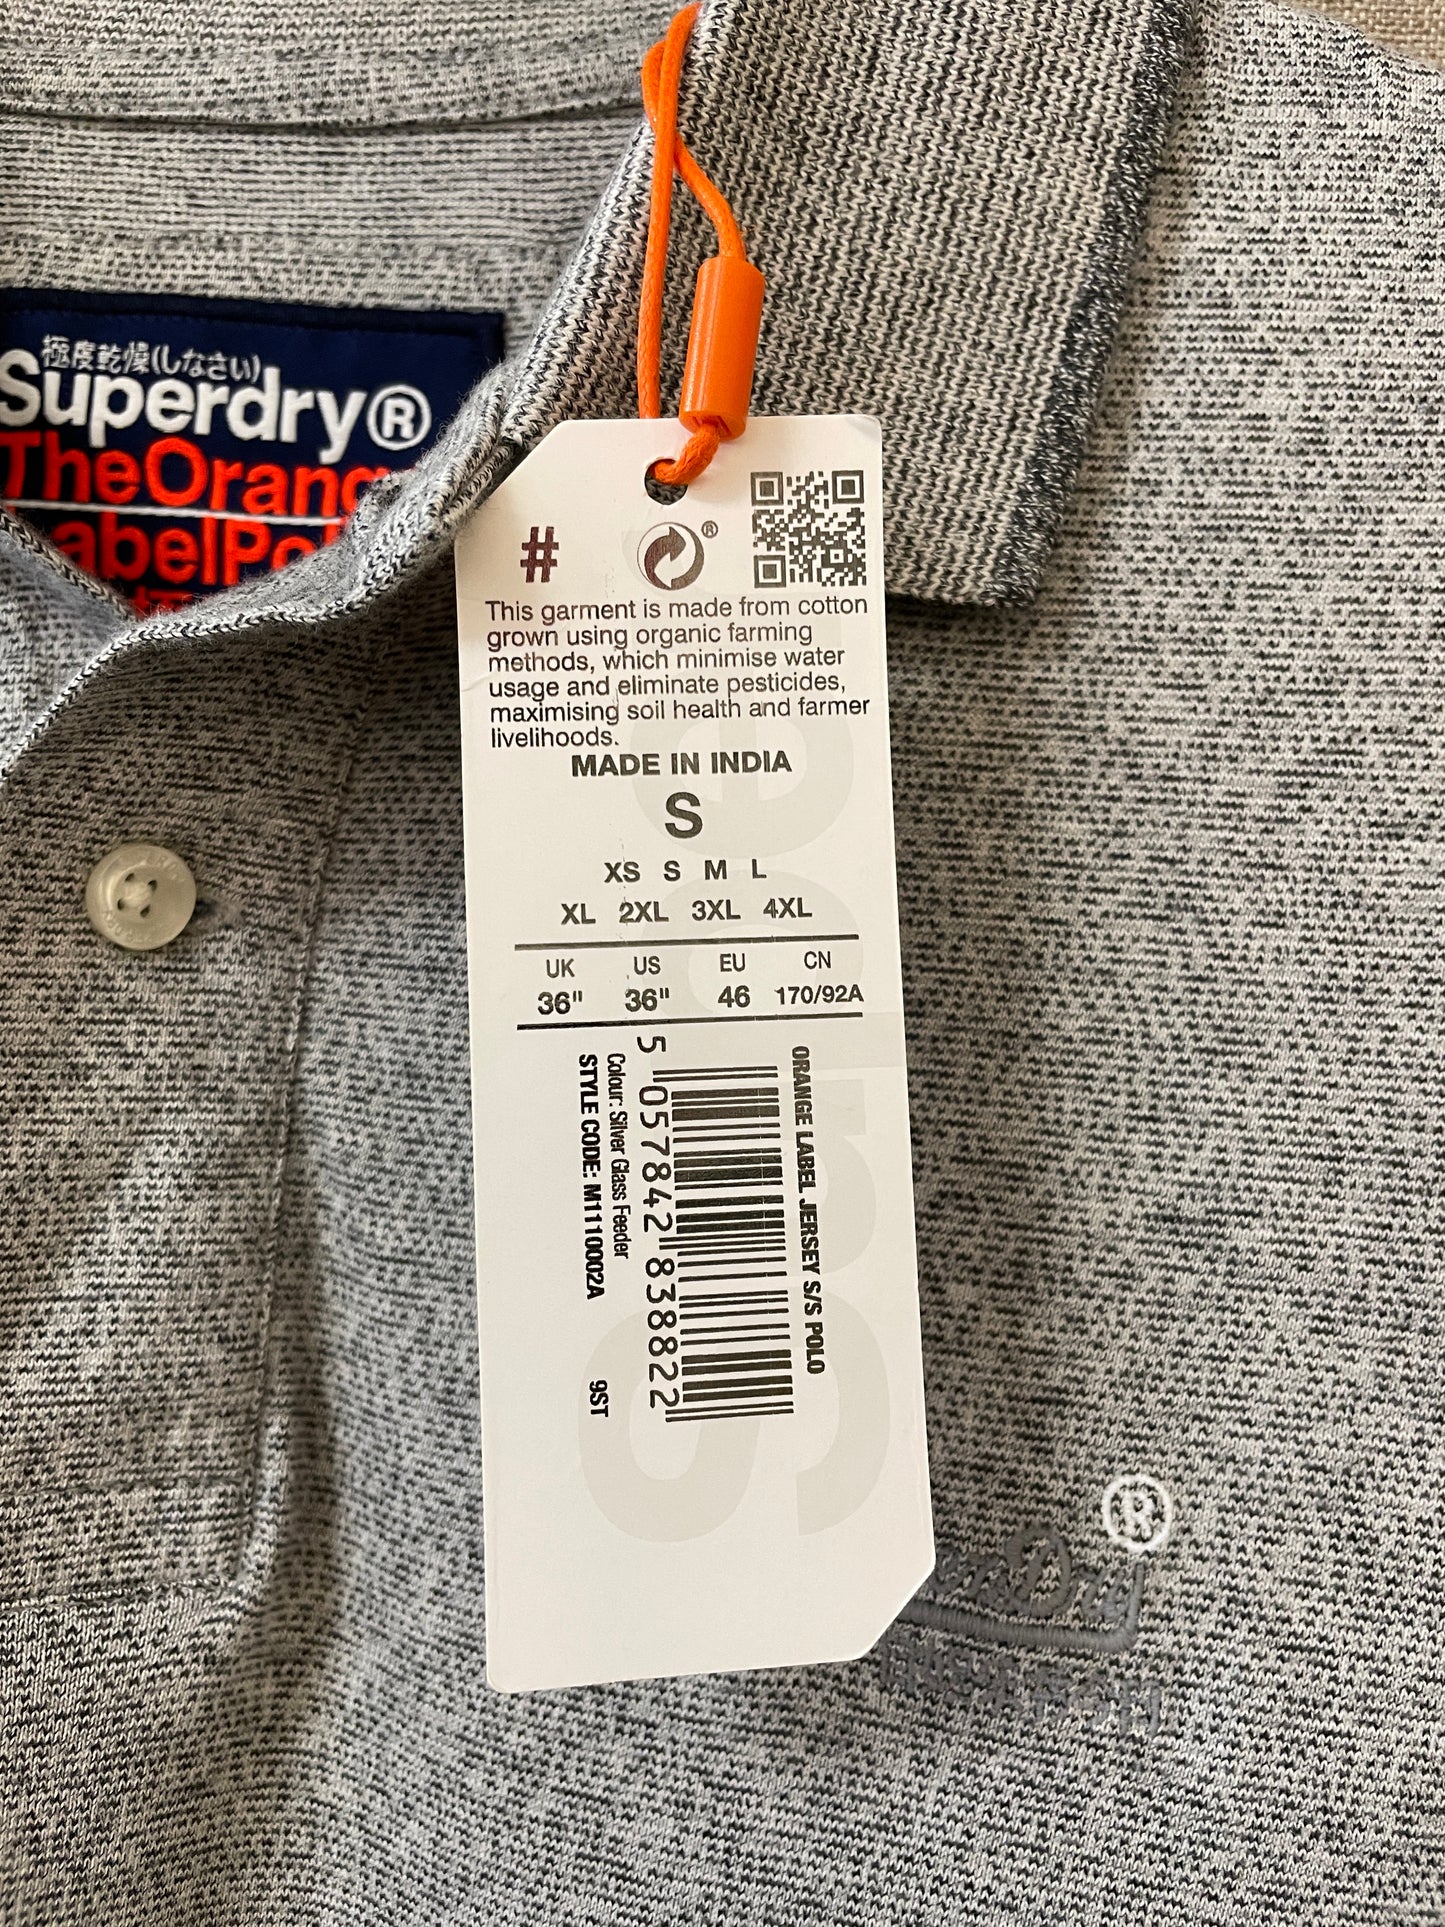 極度乾燥(しなさい)
Superdry®
TheOrange
LabelPo
#
®
This garment is made from cotton
grown using organic farming
methods, which minimise water
usage and eliminate pesticides,
maximising soil health and farmer
livelihoods.
MADE IN INDIA
S
XS S M L
XL 2XL 3XL 4XL
UK US EU CN
36" 36" 46 170/92A
ORANGE LABEL JERSEY S/S POLO
5 057842 838822
Colour: Silver Glass Feeder
STYLE CODE: M1110002A 9ST
®